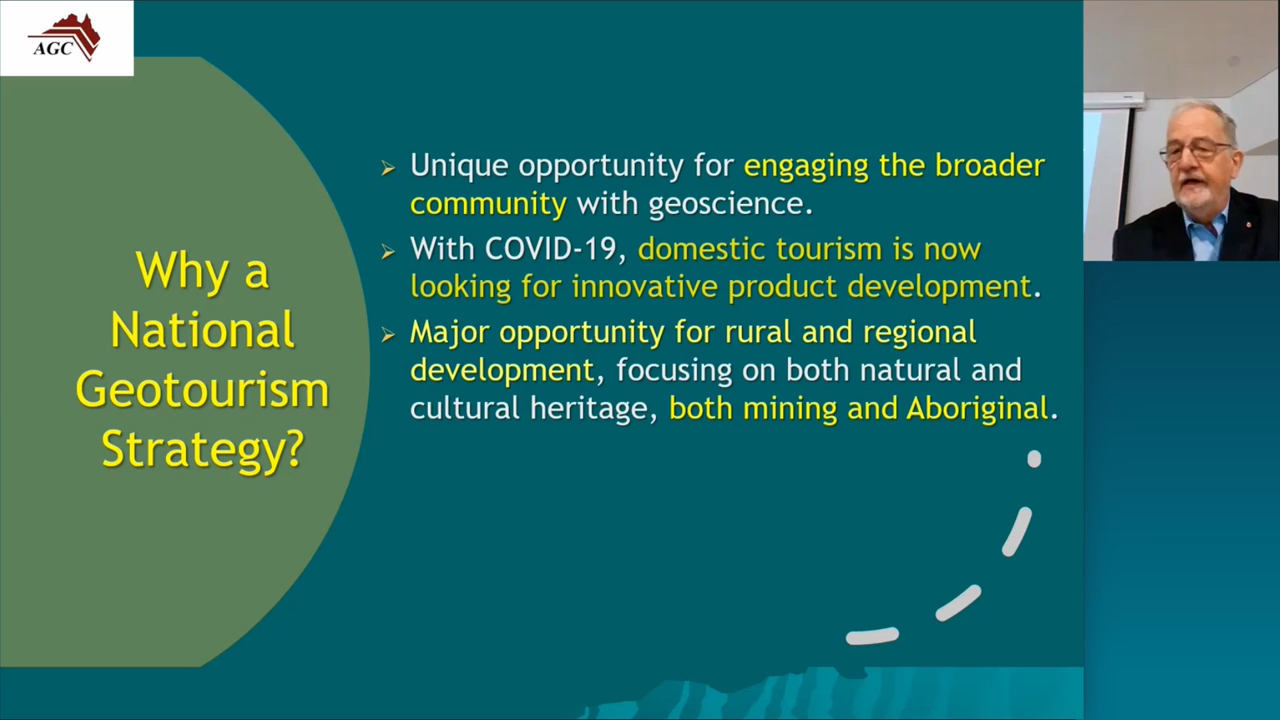 AGC
Why a
National
Geotourism
Strategy?
➢ Unique opportunity for engaging the broader
community with geoscience.
➢ With COVID-19, domestic tourism is now
looking for innovative product development.
➢ Major opportunity for rural and regional
development, focusing on both natural and
cultural heritage, both mining and Aboriginal.